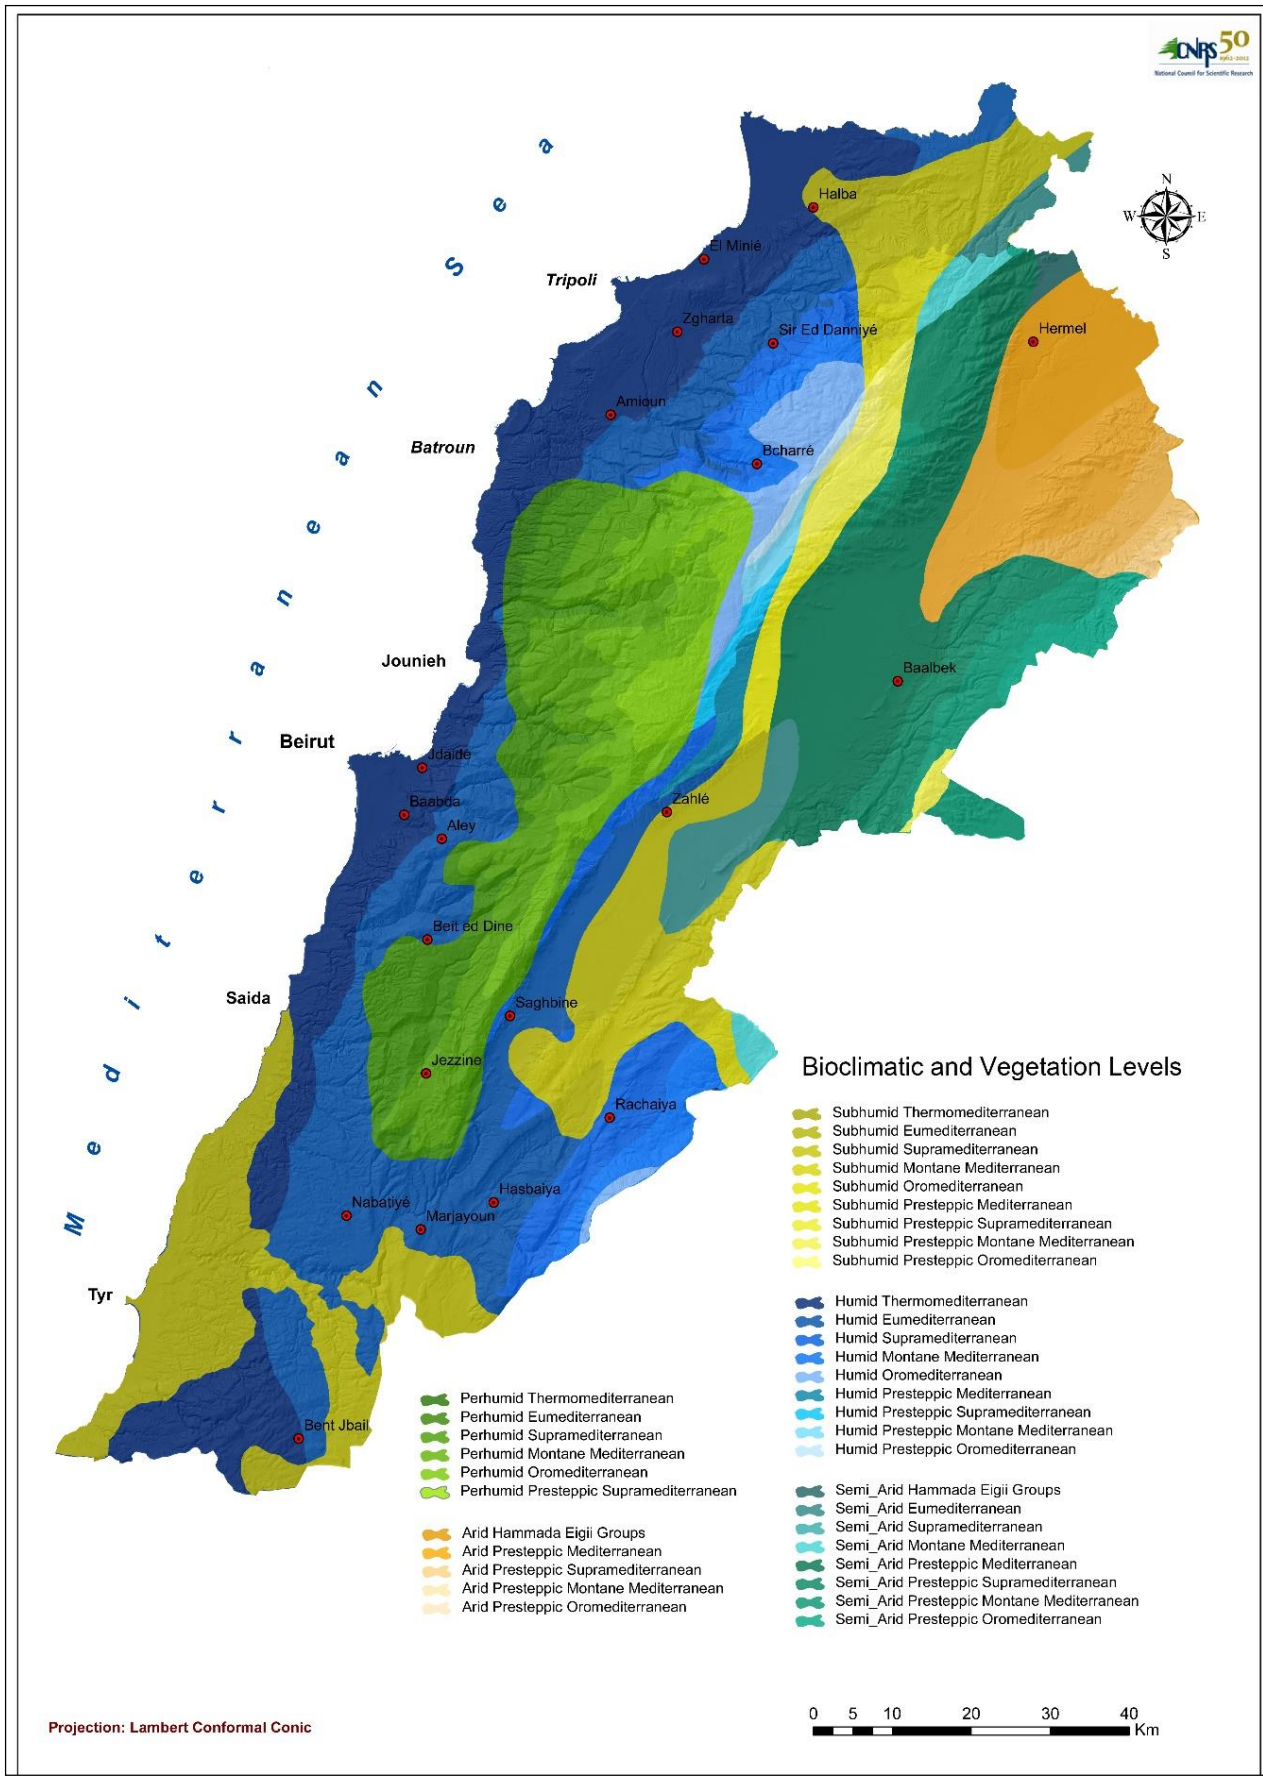 CNRS 50
1962-2012
National Council for Scientific Research
N
W E
S
Mediterranean Sea
Halba
El Minié
Tripoli
Zgharta
Sir Ed Danniyé
Hermel
Amioun
Batroun
Bcharré
Jounieh
Baalbek
Beirut
Jdaide
Zahlé
Baabda
Aley
Beit ed Dine
Saida
Saghbine
Jezzine
Rachaiya
Hasbaiya
Nabatiyé
Marjayoun
Tyr
Bent Jbail
Bioclimatic and Vegetation Levels
Subhumid Thermomediterranean
Subhumid Eumediterranean
Subhumid Supramediterranean
Subhumid Montane Mediterranean
Subhumid Oromediterranean
Subhumid Presteppic Mediterranean
Subhumid Presteppic Supramediterranean
Subhumid Presteppic Montane Mediterranean
Subhumid Presteppic Oromediterranean
Humid Thermomediterranean
Humid Eumediterranean
Humid Supramediterranean
Humid Montane Mediterranean
Humid Oromediterranean
Humid Presteppic Mediterranean
Humid Presteppic Supramediterranean
Humid Presteppic Montane Mediterranean
Humid Presteppic Oromediterranean
Perhumid Thermomediterranean
Perhumid Eumediterranean
Perhumid Supramediterranean
Perhumid Montane Mediterranean
Perhumid Oromediterranean
Perhumid Presteppic Supramediterranean
Arid Hammada Eigii Groups
Arid Presteppic Mediterranean
Arid Presteppic Supramediterranean
Arid Presteppic Montane Mediterranean
Arid Presteppic Oromediterranean
Semi_Arid Hammada Eigii Groups
Semi_Arid Eumediterranean
Semi_Arid Supramediterranean
Semi_Arid Montane Mediterranean
Semi_Arid Presteppic Mediterranean
Semi_Arid Presteppic Supramediterranean
Semi_Arid Presteppic Montane Mediterranean
Semi_Arid Presteppic Oromediterranean
Projection: Lambert Conformal Conic
0 5 10 20 30 40
Km